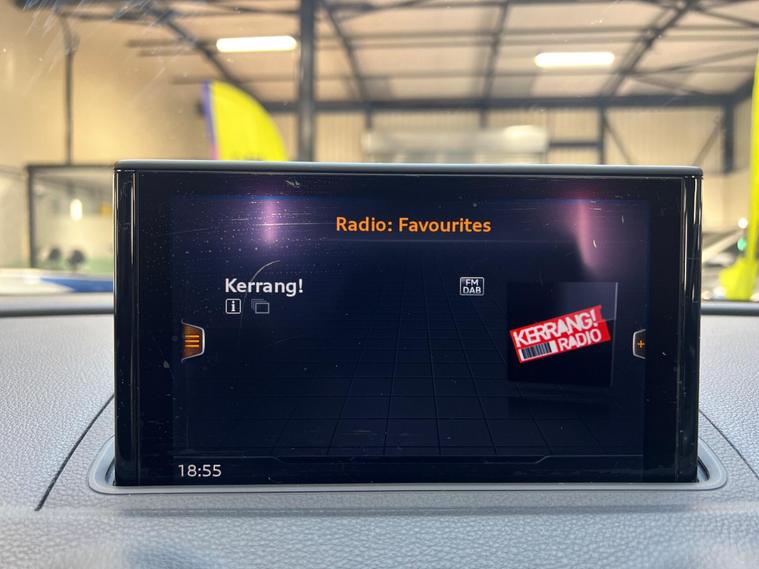 Radio: Favourites
Kerrang!
FM
DAB
KERRANG!
RADIO
18:55